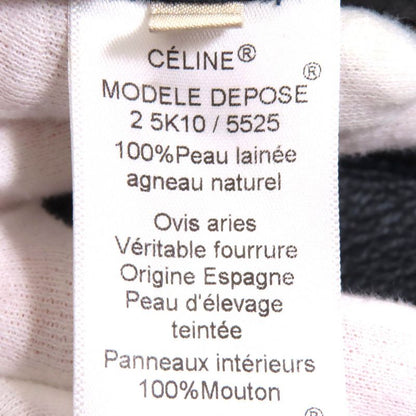 CÉLINE®
MODELE DEPOSE®
2 5K10 / 5525
100%Peau lainée
agneau naturel
Ovis aries
Véritable fourrure
Origine Espagne
Peau d'élevage
teintée
Panneaux intérieurs
100%Mouton
®